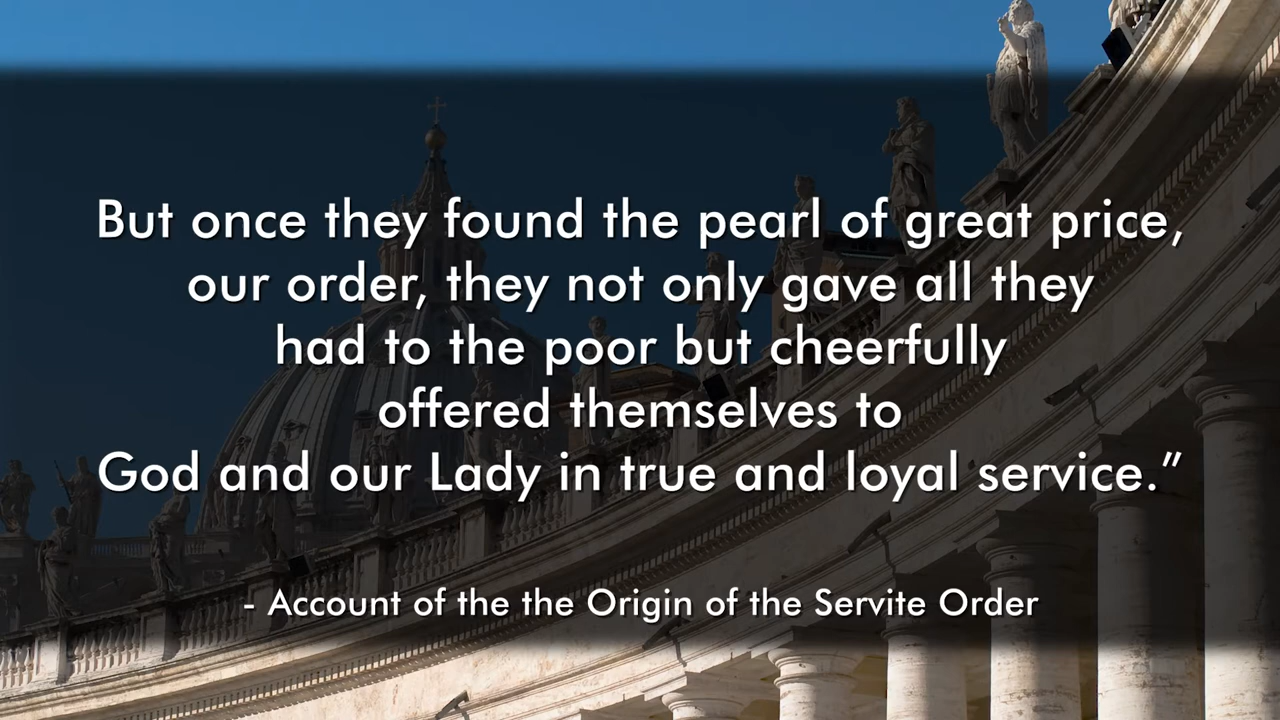 But once they found the pearl of great price,
our order, they not only gave all they
had to the poor but cheerfully
offered themselves to
God and our Lady in true and loyal service.”
- Account of the the Origin of the Servite Order